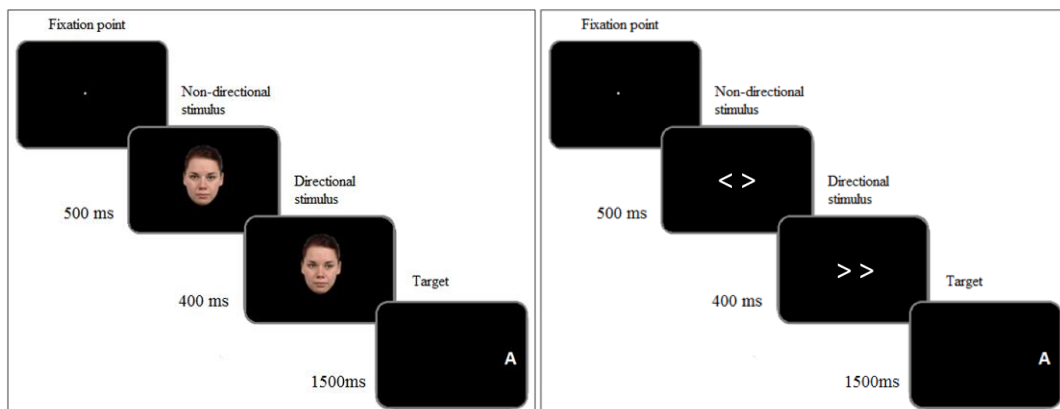 Fixation point
Non-directional
stimulus
500 ms
Directional
stimulus
400 ms
Target
A
1500ms
Fixation point
Non-directional
stimulus
< >
500 ms
Directional
stimulus
> >
400 ms
Target
A
1500ms